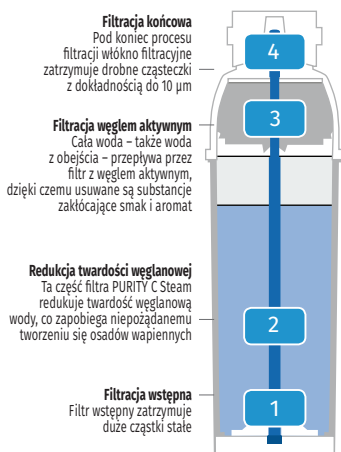 Filtracja końcowa
Pod koniec procesu
filtracji włókno filtracyjne
zatrzymuje drobne cząsteczki
z dokładnością do 10 µm
4
Filtracja węglem aktywnym
Cała woda – także woda
z obejścia – przepływa przez
filtr z węglem aktywnym,
dzięki czemu usuwane są substancje
zakłócające smak i aromat
3
Redukcja twardości węglanowej
Ta część filtra PURITY C Steam
redukuje twardość węglanową
wody, co zapobiega niepożądanemu
tworzeniu się osadów wapiennych
2
Filtracja wstępna
Filtr wstępny zatrzymuje
duże cząstki stałe
1